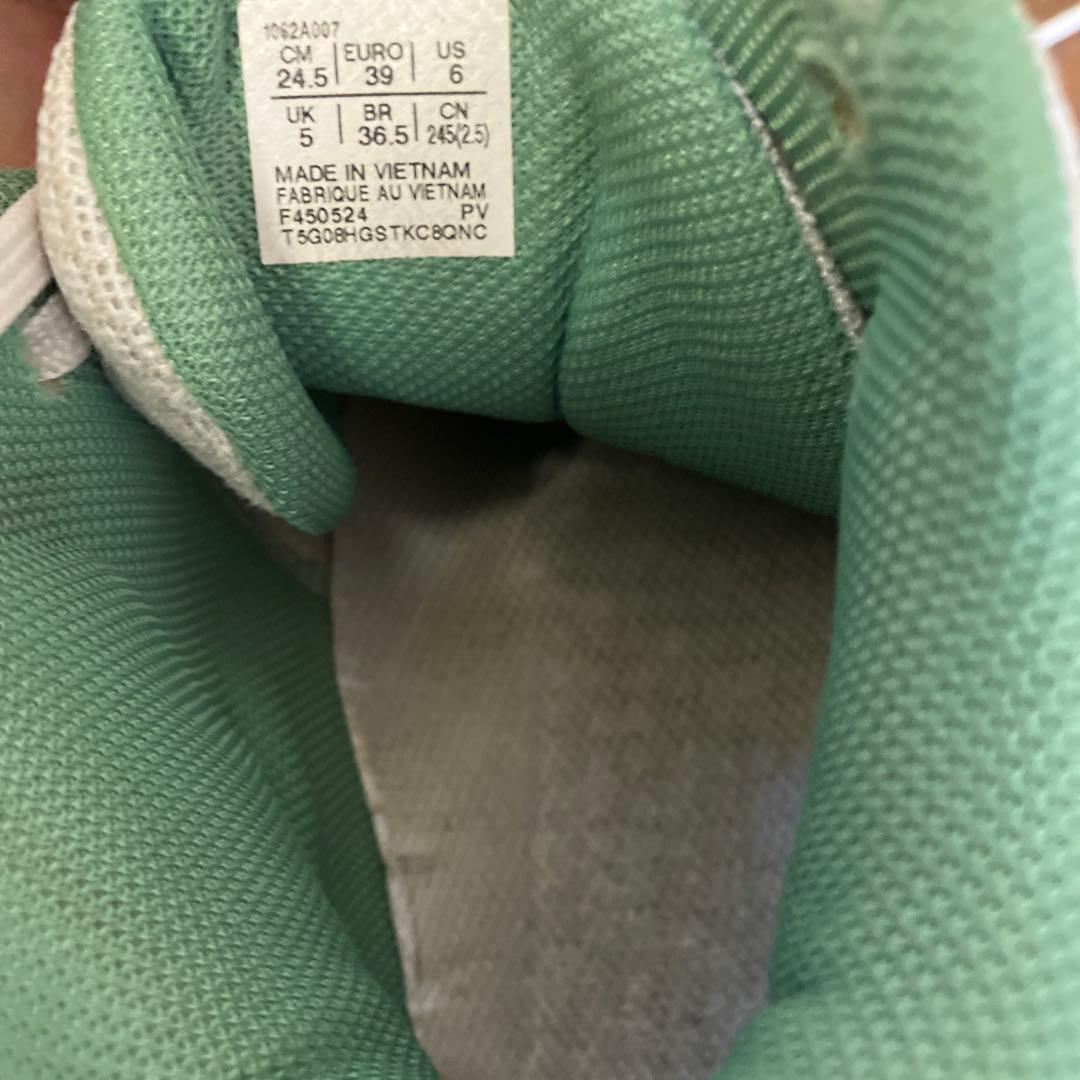 1062A007
CM EURO US
24.5 39 6
UK BR CN
5 36.5 245(2.5)
MADE IN VIETNAM
FABRIQUE AU VIETNAM
F450524 PV
T5G08HGSTKC8QNC